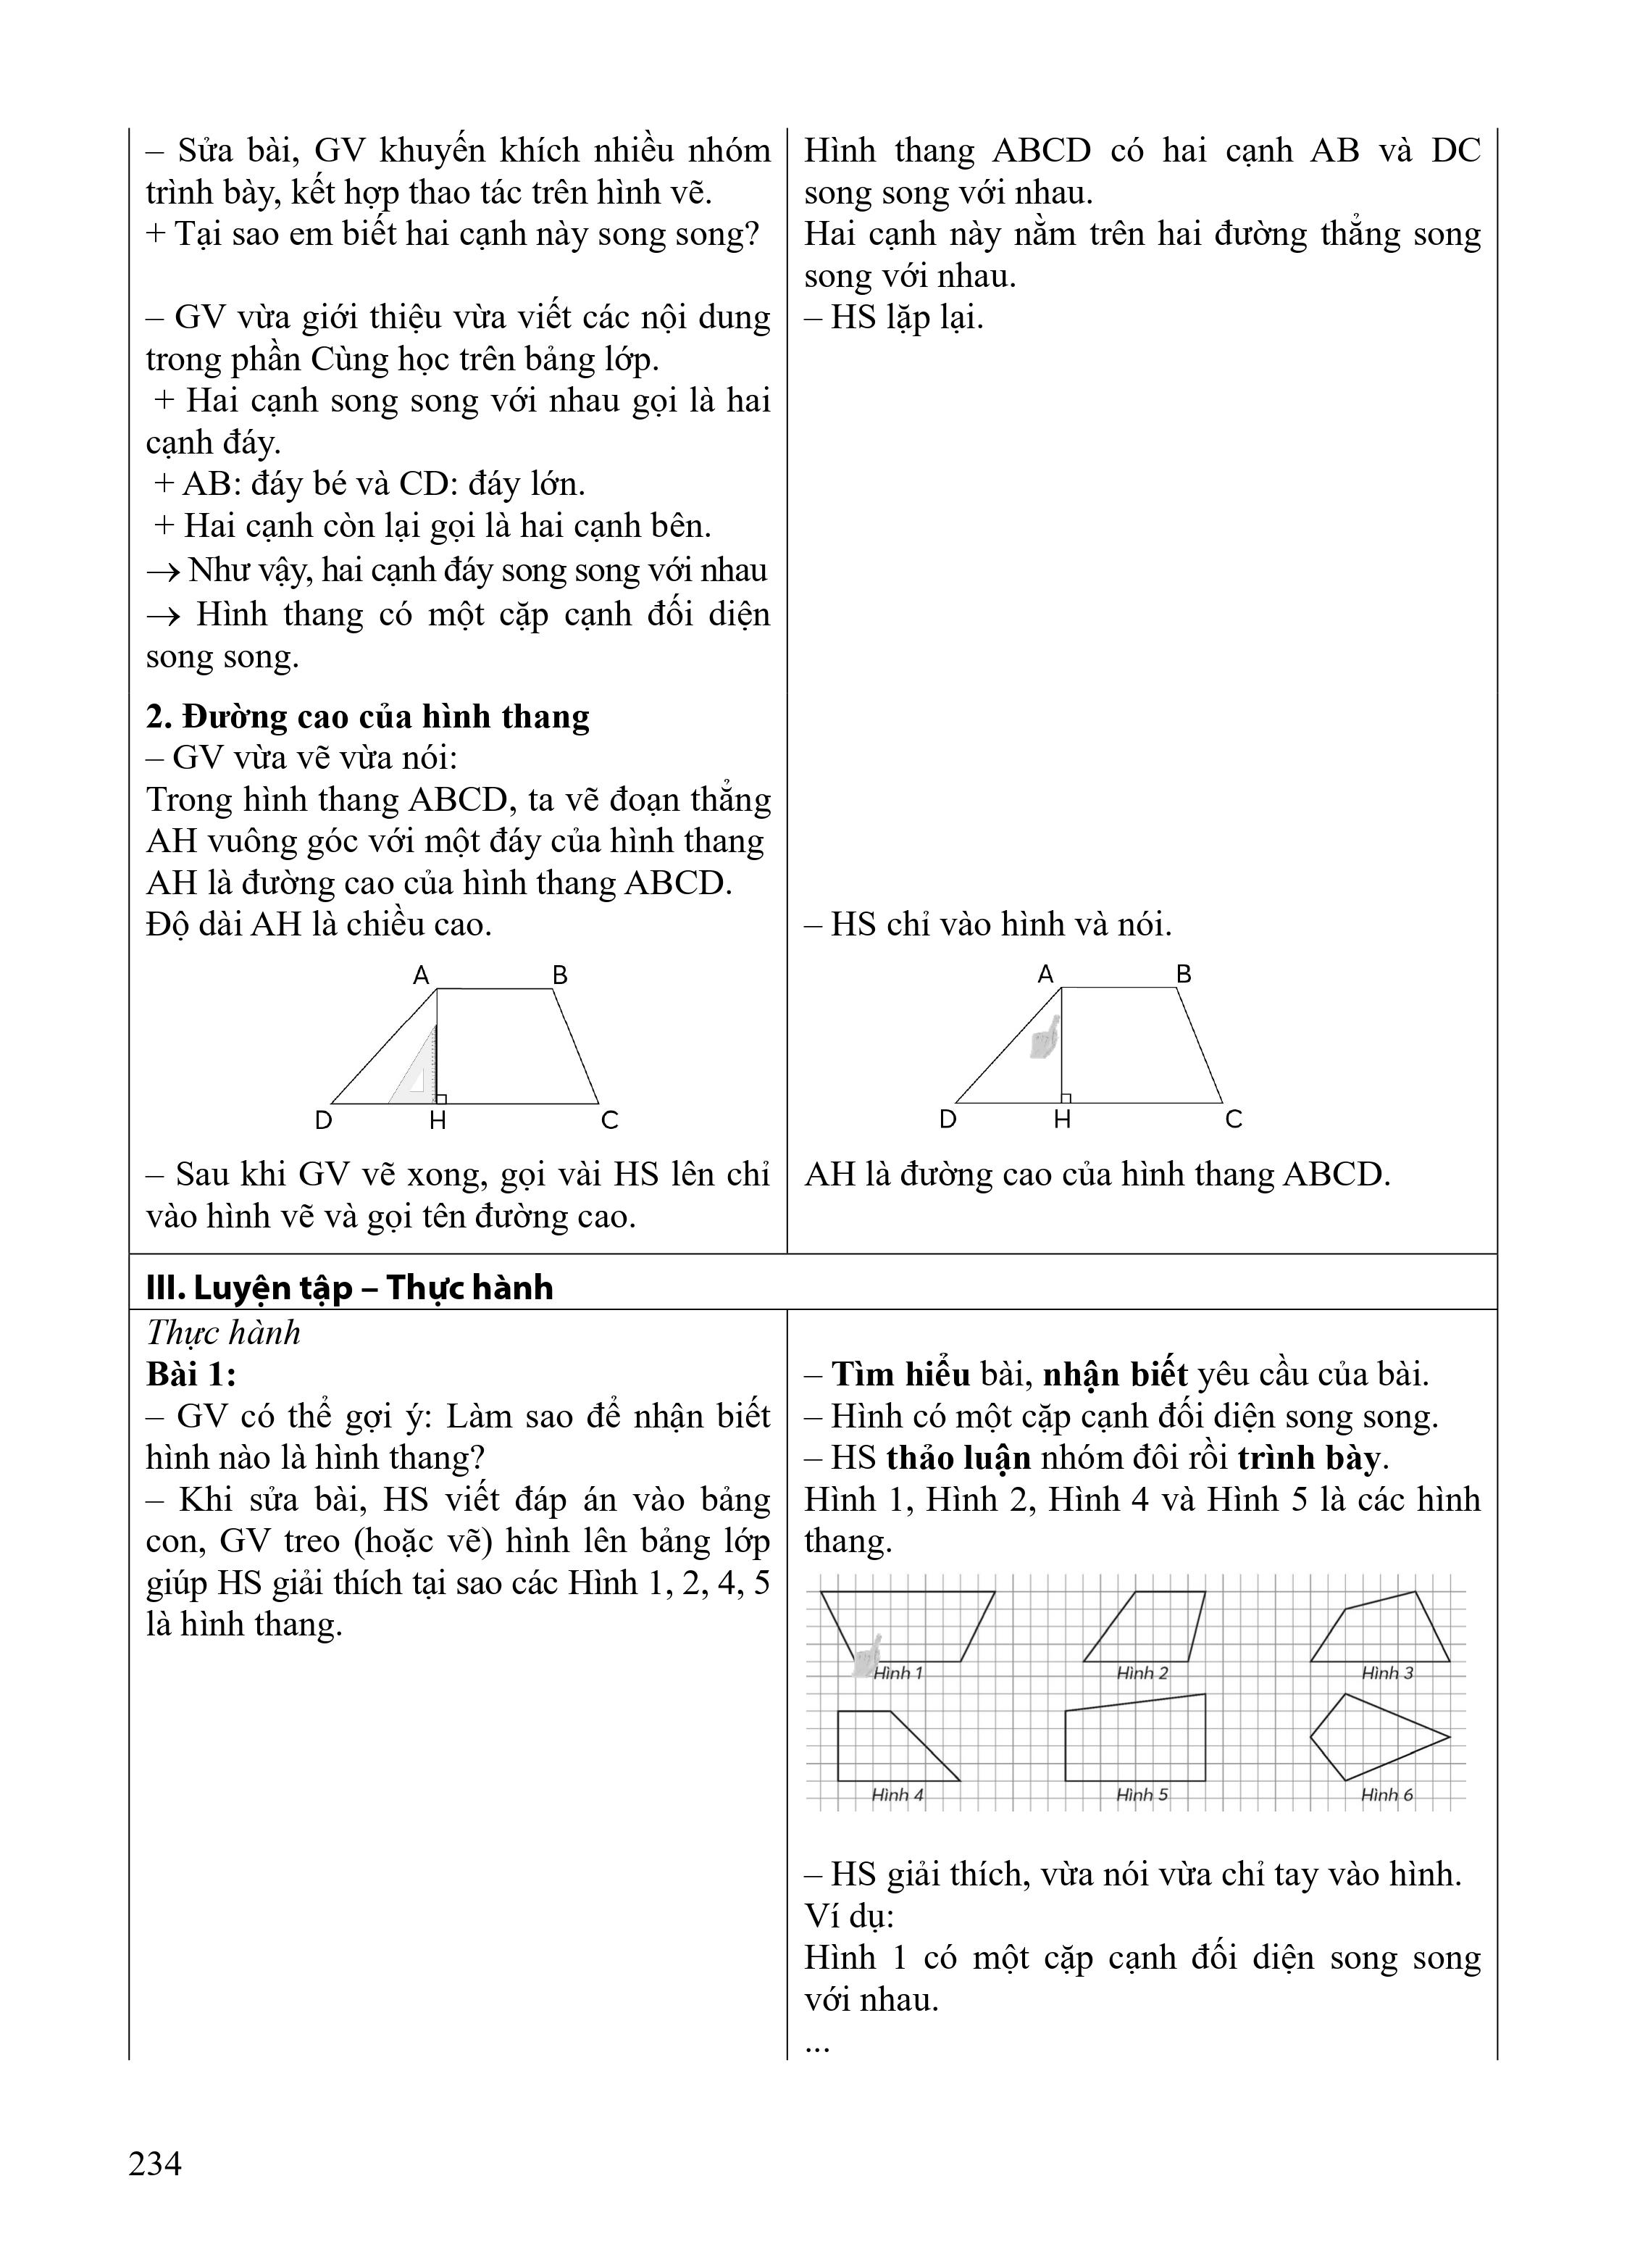 – Sửa bài, GV khuyến khích nhiều nhóm
trình bày, kết hợp thao tác trên hình vẽ.
+ Tại sao em biết hai cạnh này song song?
– GV vừa giới thiệu vừa viết các nội dung
trong phần Cùng học trên bảng lớp.
+ Hai cạnh song song với nhau gọi là hai
cạnh đáy.
+ AB: đáy bé và CD: đáy lớn.
+ Hai cạnh còn lại gọi là hai cạnh bên.
→ Như vậy, hai cạnh đáy song song với nhau
→ Hình thang có một cặp cạnh đối diện
song song.
Hình thang ABCD có hai cạnh AB và DC
song song với nhau.
Hai cạnh này nằm trên hai đường thẳng song
song với nhau.
– HS lặp lại.
2. Đường cao của hình thang
– GV vừa vẽ vừa nói:
Trong hình thang ABCD, ta vẽ đoạn thẳng
AH vuông góc với một đáy của hình thang
AH là đường cao của hình thang ABCD.
Độ dài AH là chiều cao.
A B
D H C
– Sau khi GV vẽ xong, gọi vài HS lên chỉ
vào hình vẽ và gọi tên đường cao.
– HS chỉ vào hình và nói.
A B
D H C
AH là đường cao của hình thang ABCD.
III. Luyện tập – Thực hành
Thực hành
Bài 1:
– GV có thể gợi ý: Làm sao để nhận biết
hình nào là hình thang?
– Khi sửa bài, HS viết đáp án vào bảng
con, GV treo (hoặc vẽ) hình lên bảng lớp
giúp HS giải thích tại sao các Hình 1, 2, 4, 5
là hình thang.
– Tìm hiểu bài, nhận biết yêu cầu của bài.
– Hình có một cặp cạnh đối diện song song.
– HS thảo luận nhóm đôi rồi trình bày.
Hình 1, Hình 2, Hình 4 và Hình 5 là các hình
thang.
Hình 1 Hình 2 Hình 3
Hình 4 Hình 5 Hình 6
– HS giải thích, vừa nói vừa chỉ tay vào hình.
Ví dụ:
Hình 1 có một cặp cạnh đối diện song song
với nhau.
...
234